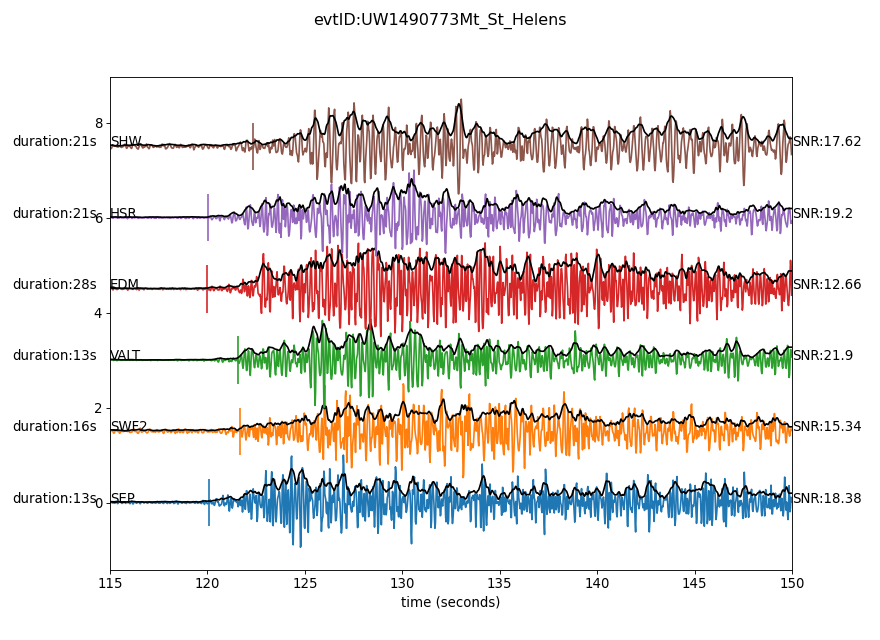 evtID:UW1490773Mt_St_Helens
8
duration:21s SHW SNR:17.62
duration:21s HSR SNR:19.2
6
duration:28s EDM SNR:12.66
4
duration:13s VALT SNR:21.9
2
duration:16s SWF2 SNR:15.34
duration:13s SEP SNR:18.38
0
115 120 125 130 135 140 145 150
time (seconds)